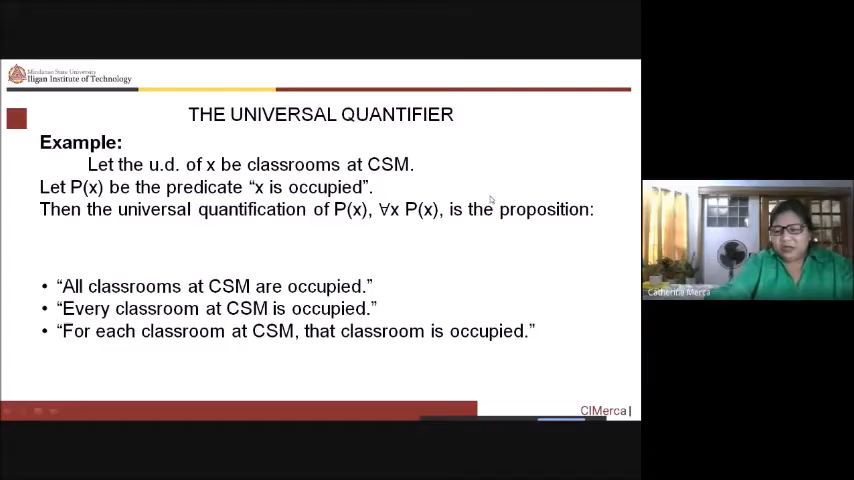 Mindanao State University
Iligan Institute of Technology
THE UNIVERSAL QUANTIFIER
Example:
Let the u.d. of x be classrooms at CSM.
Let P(x) be the predicate “x is occupied”.
Then the universal quantification of P(x), ∀x P(x), is the proposition:
• “All classrooms at CSM are occupied.”
• “Every classroom at CSM is occupied.”
• “For each classroom at CSM, that classroom is occupied.”
Catherine Merca
CIMerca|